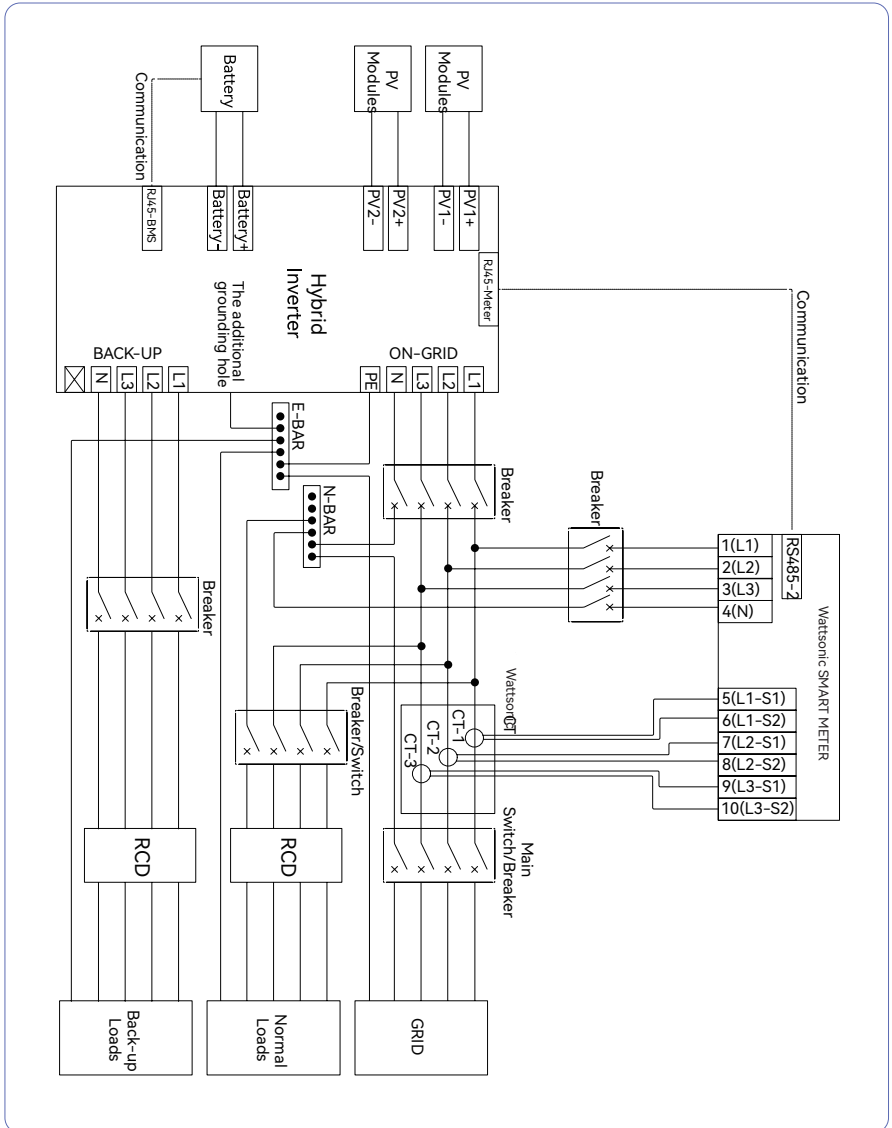 Battery
PV
Modules
PV
Modules
Communication
RJ45-BMS
Battery-
Battery+
PV2-
PV2+
PV1-
PV1+
RJ45-Meter
Communication
Hybrid
Inverter
The additional
grounding hole
BACK-UP
ON-GRID
N
L3
L2
L1
PE
N
L3
L2
L1
E-BAR
N-BAR
Breaker
Breaker
RS485-2
1(L1)
2(L2)
3(L3)
4(N)
Wattsonic SMART METER
5(L1-S1)
6(L1-S2)
7(L2-S1)
8(L2-S2)
9(L3-S1)
10(L3-S2)
Breaker
Breaker/Switch
Wattsonic CT
CT-1
CT-2
CT-3
Main
Switch/Breaker
RCD
RCD
Back-up
Loads
Normal
Loads
GRID